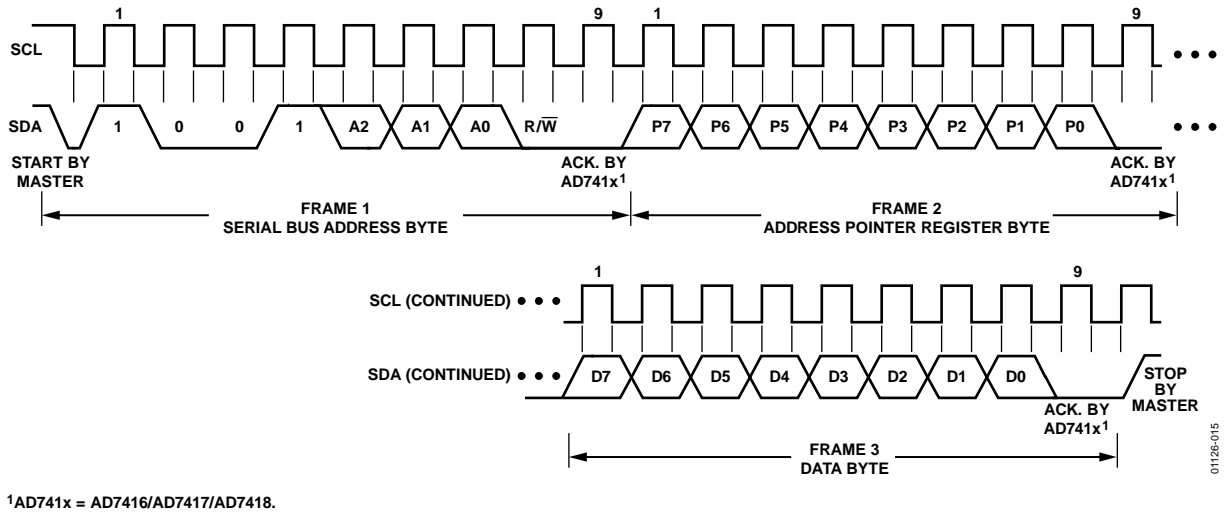 1 9 1 9
SCL
SDA 1 0 0 1 A2 A1 A0 R/W̅ P7 P6 P5 P4 P3 P2 P1 P0
START BY
MASTER
ACK. BY
AD741x¹
ACK. BY
AD741x¹
FRAME 1
SERIAL BUS ADDRESS BYTE
FRAME 2
ADDRESS POINTER REGISTER BYTE
1 9
SCL (CONTINUED)
SDA (CONTINUED) D7 D6 D5 D4 D3 D2 D1 D0
STOP
BY
MASTER
ACK. BY
AD741x¹
FRAME 3
DATA BYTE
01126-015
¹AD741x = AD7416/AD7417/AD7418.